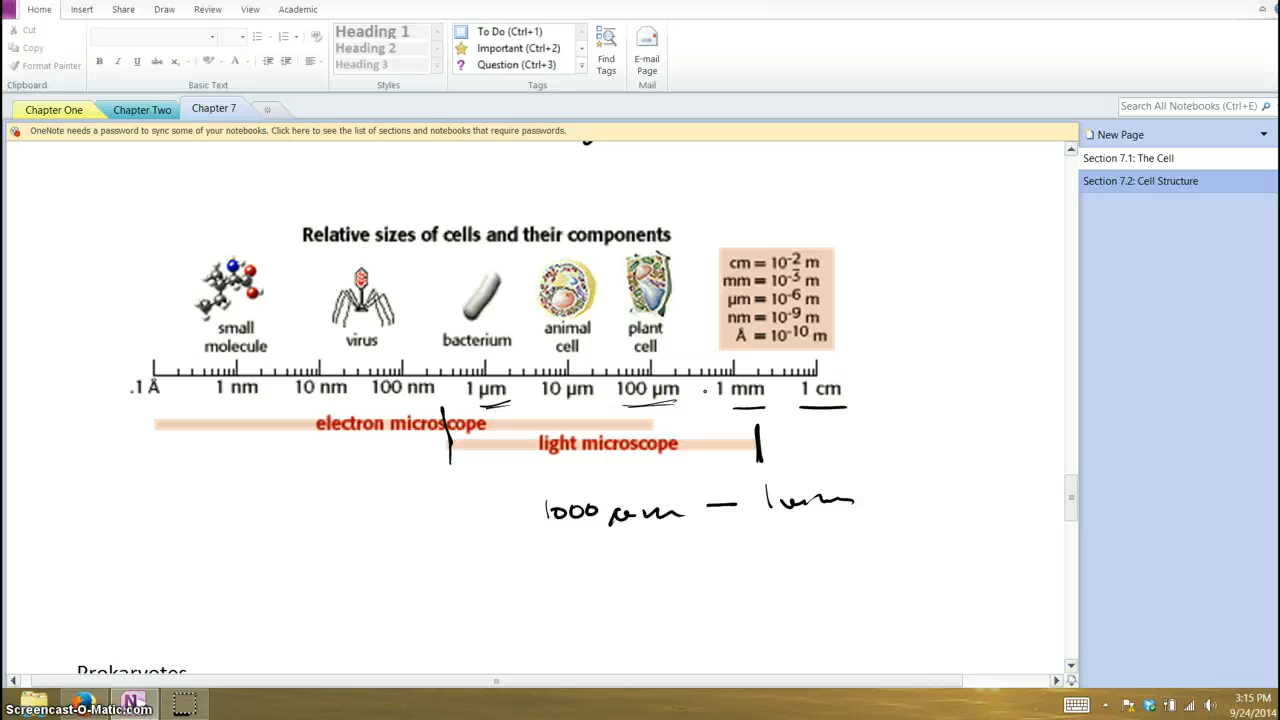 Home Insert Share Draw Review View Academic
Cut
Copy
Format Painter
Clipboard
B I U abc x₂ A
Basic Text
Heading 1
Heading 2
Heading 3
Styles
To Do (Ctrl+1)
Important (Ctrl+2)
Question (Ctrl+3)
Tags
Find Tags
E-mail Page
Mail
Chapter One Chapter Two Chapter 7
Search All Notebooks (Ctrl+E)
OneNote needs a password to sync some of your notebooks. Click here to see the list of sections and notebooks that require passwords.
New Page
Section 7.1: The Cell
Section 7.2: Cell Structure
Relative sizes of cells and their components
small molecule
virus
bacterium
animal cell
plant cell
cm = 10⁻² m
mm = 10⁻³ m
µm = 10⁻⁶ m
nm = 10⁻⁹ m
Å = 10⁻¹⁰ m
.1 Å 1 nm 10 nm 100 nm 1 µm 10 µm 100 µm 1 mm 1 cm
electron microscope
light microscope
1000 µm — 1 mm
Prokaryotes
Screencast-O-Matic.com
3:15 PM
9/24/2014